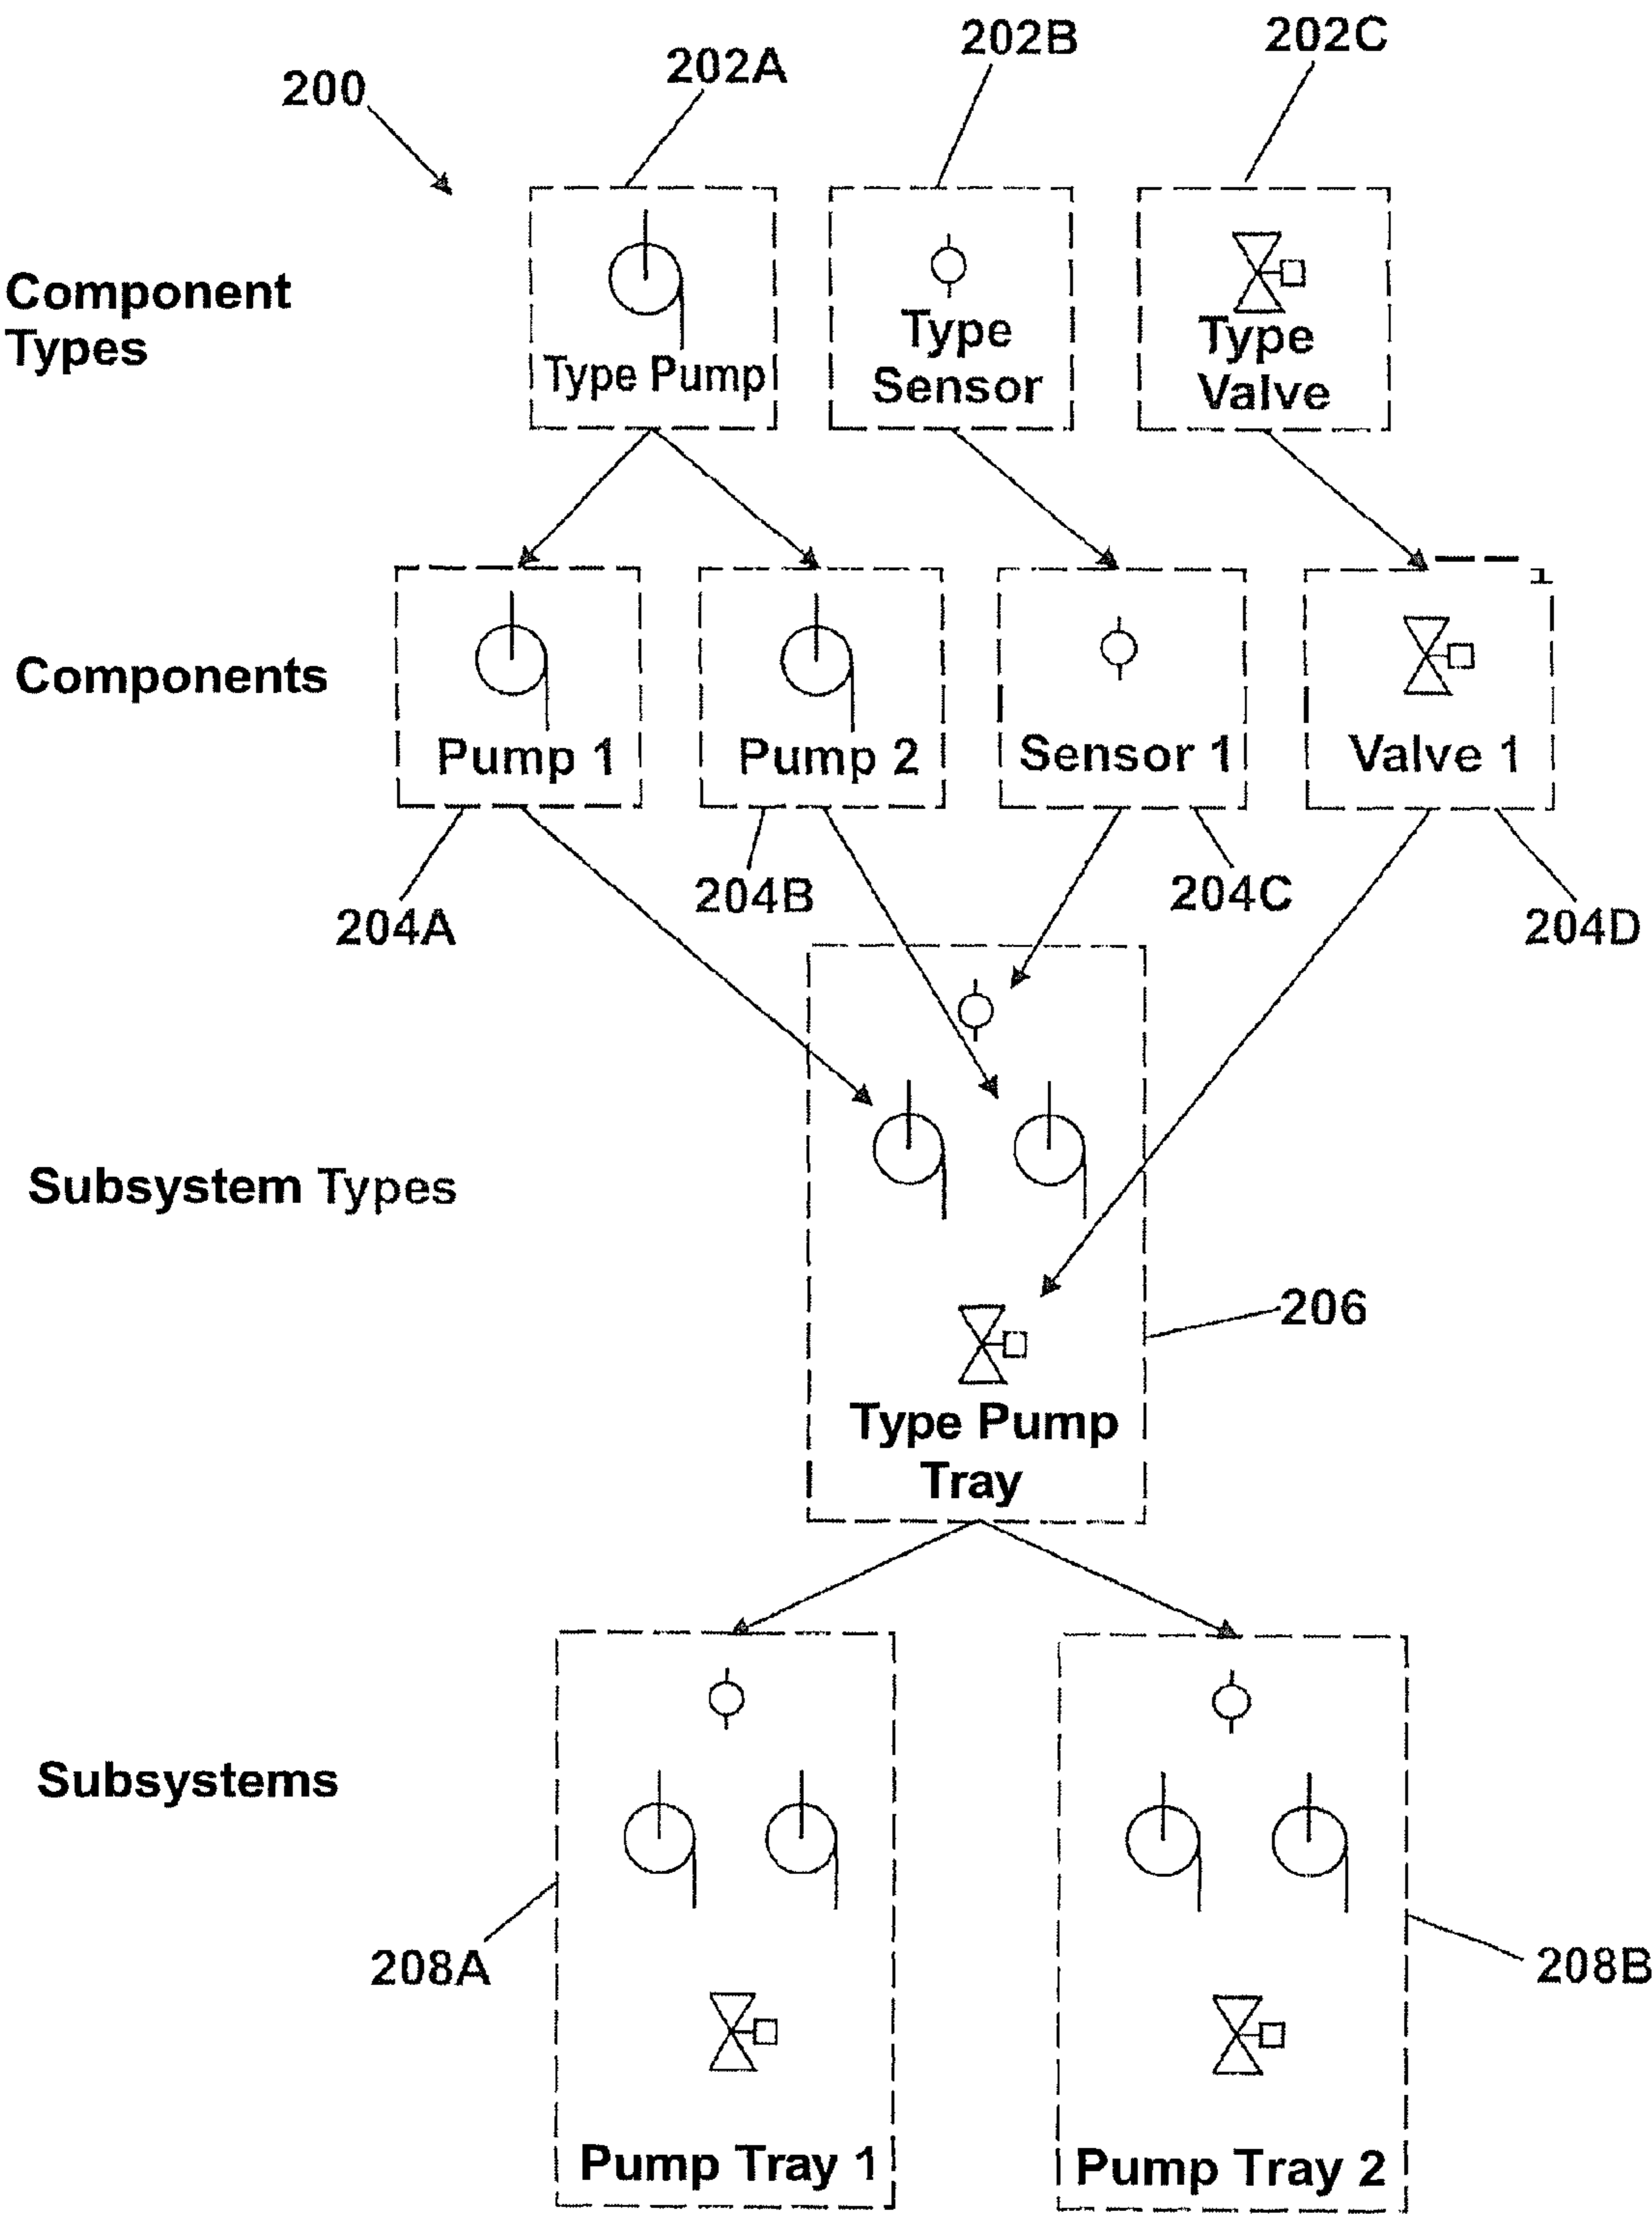 200
202A
202B
202C
Component
Types
Type Pump
Type
Sensor
Type
Valve
Components
Pump 1
Pump 2
Sensor 1
Valve 1
204A
204B
204C
204D
Subsystem Types
206
Type Pump
Tray
Subsystems
208A
208B
Pump Tray 1
Pump Tray 2